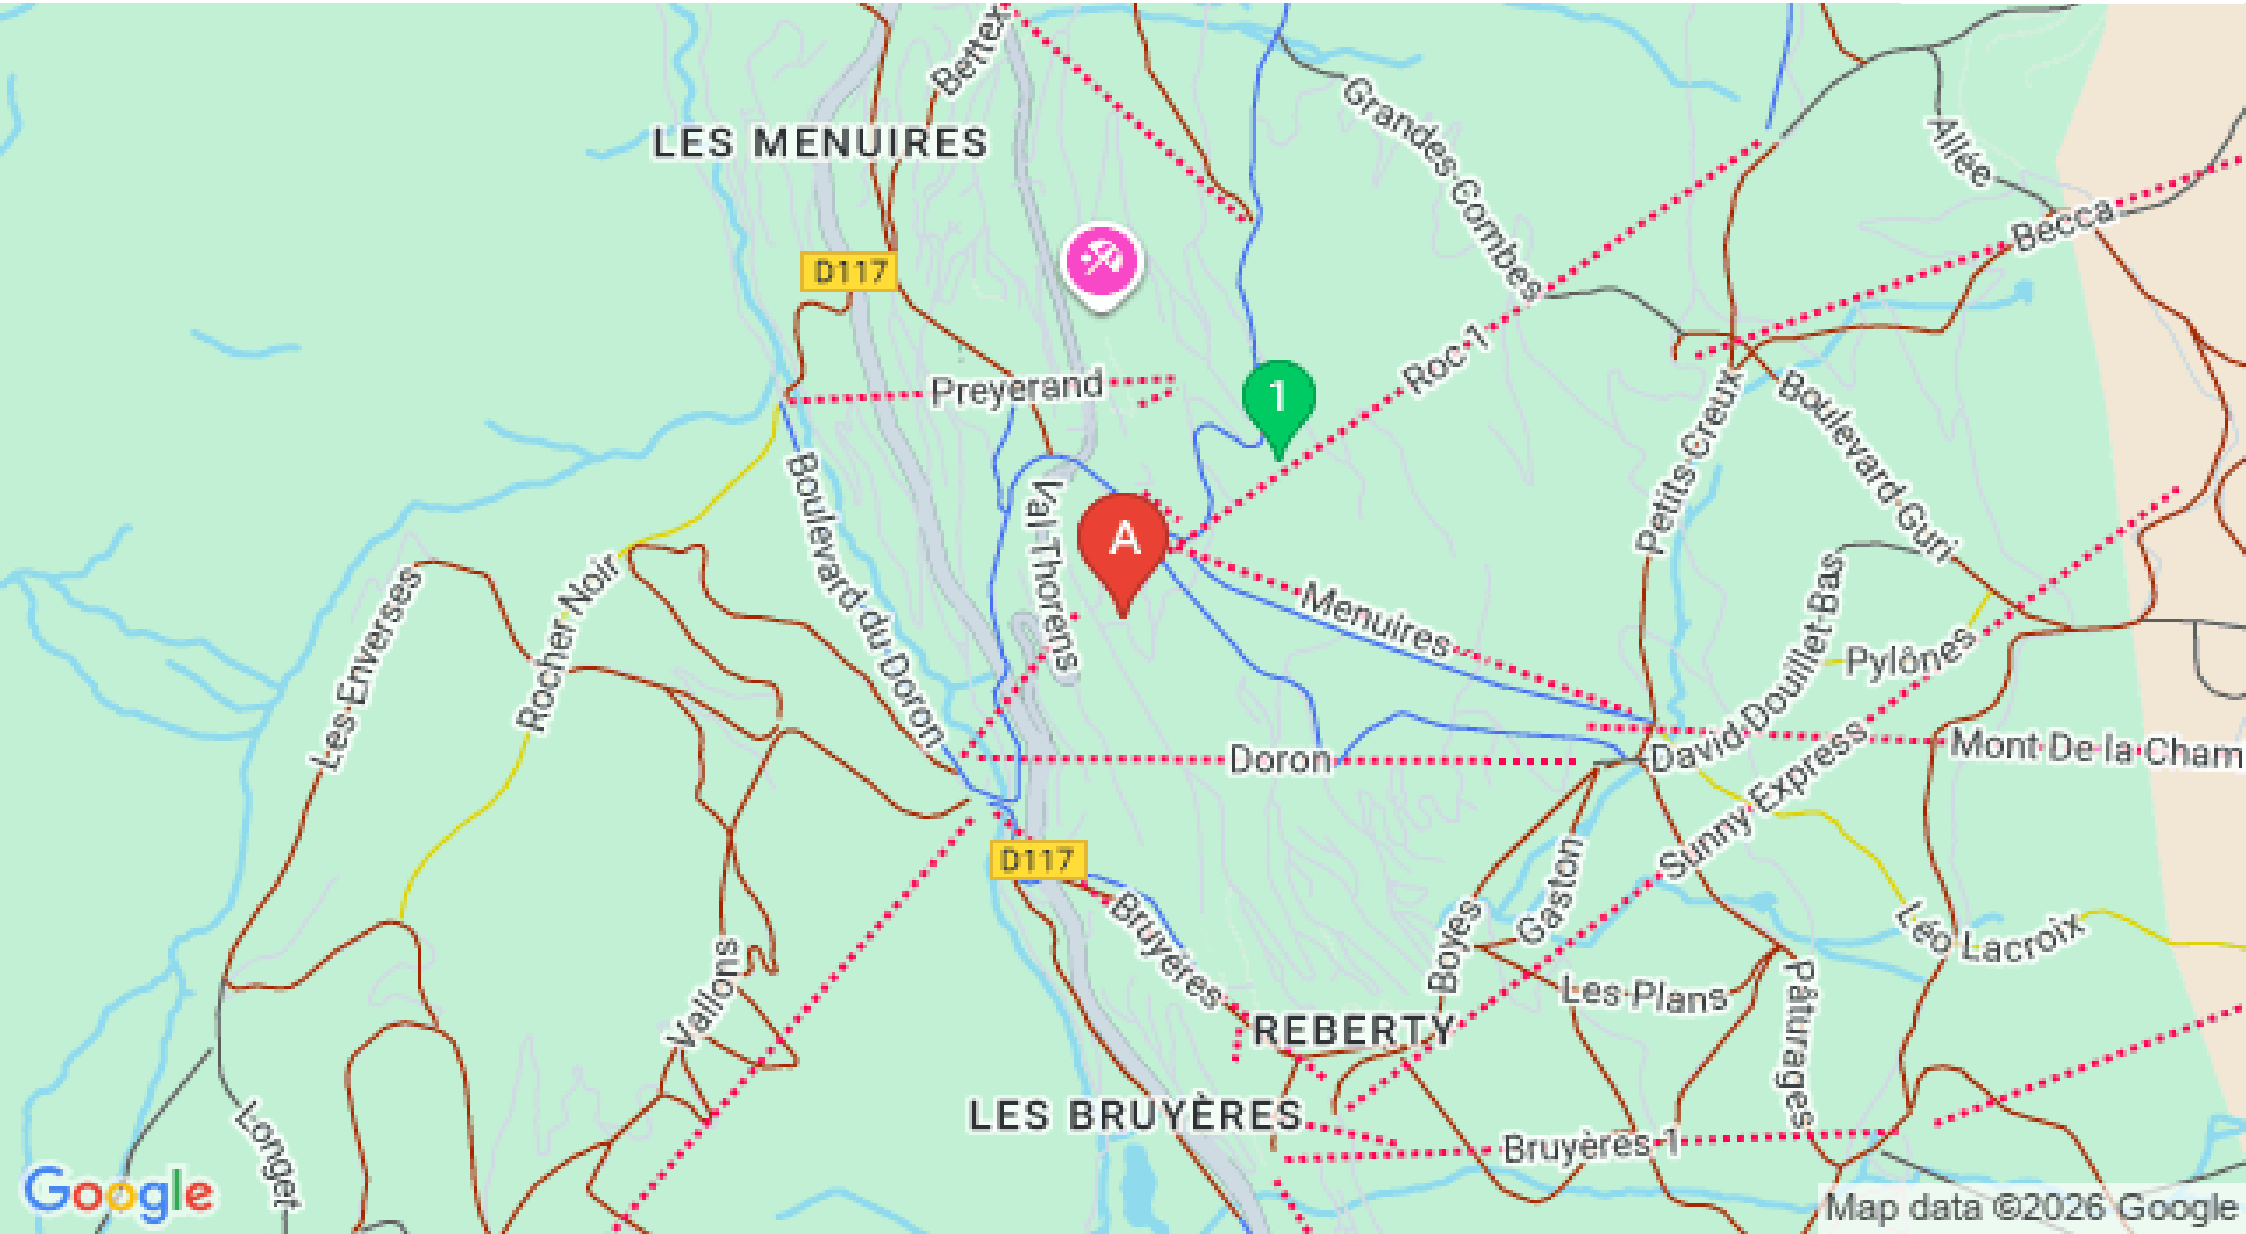 Bettex
LES MENUIRES
Grandes Combes
Allée
Becca
D117
Preyerand
1
Roc 1
Petits Creux
Boulevard Guri
Boulevard du Doron
Val Thorens
A
Menuires
Les Enverses
Rocher Noir
David Douillet Bas
Pylônes
Doron
Mont De la Cham
Sunny Express
D117
Bruyères
Boyes
Gaston
Léo Lacroix
Vallons
Les Plans
Pâturages
REBERTY
LES BRUYÈRES
Bruyères 1
Longet
Google
Map data ©2026 Google